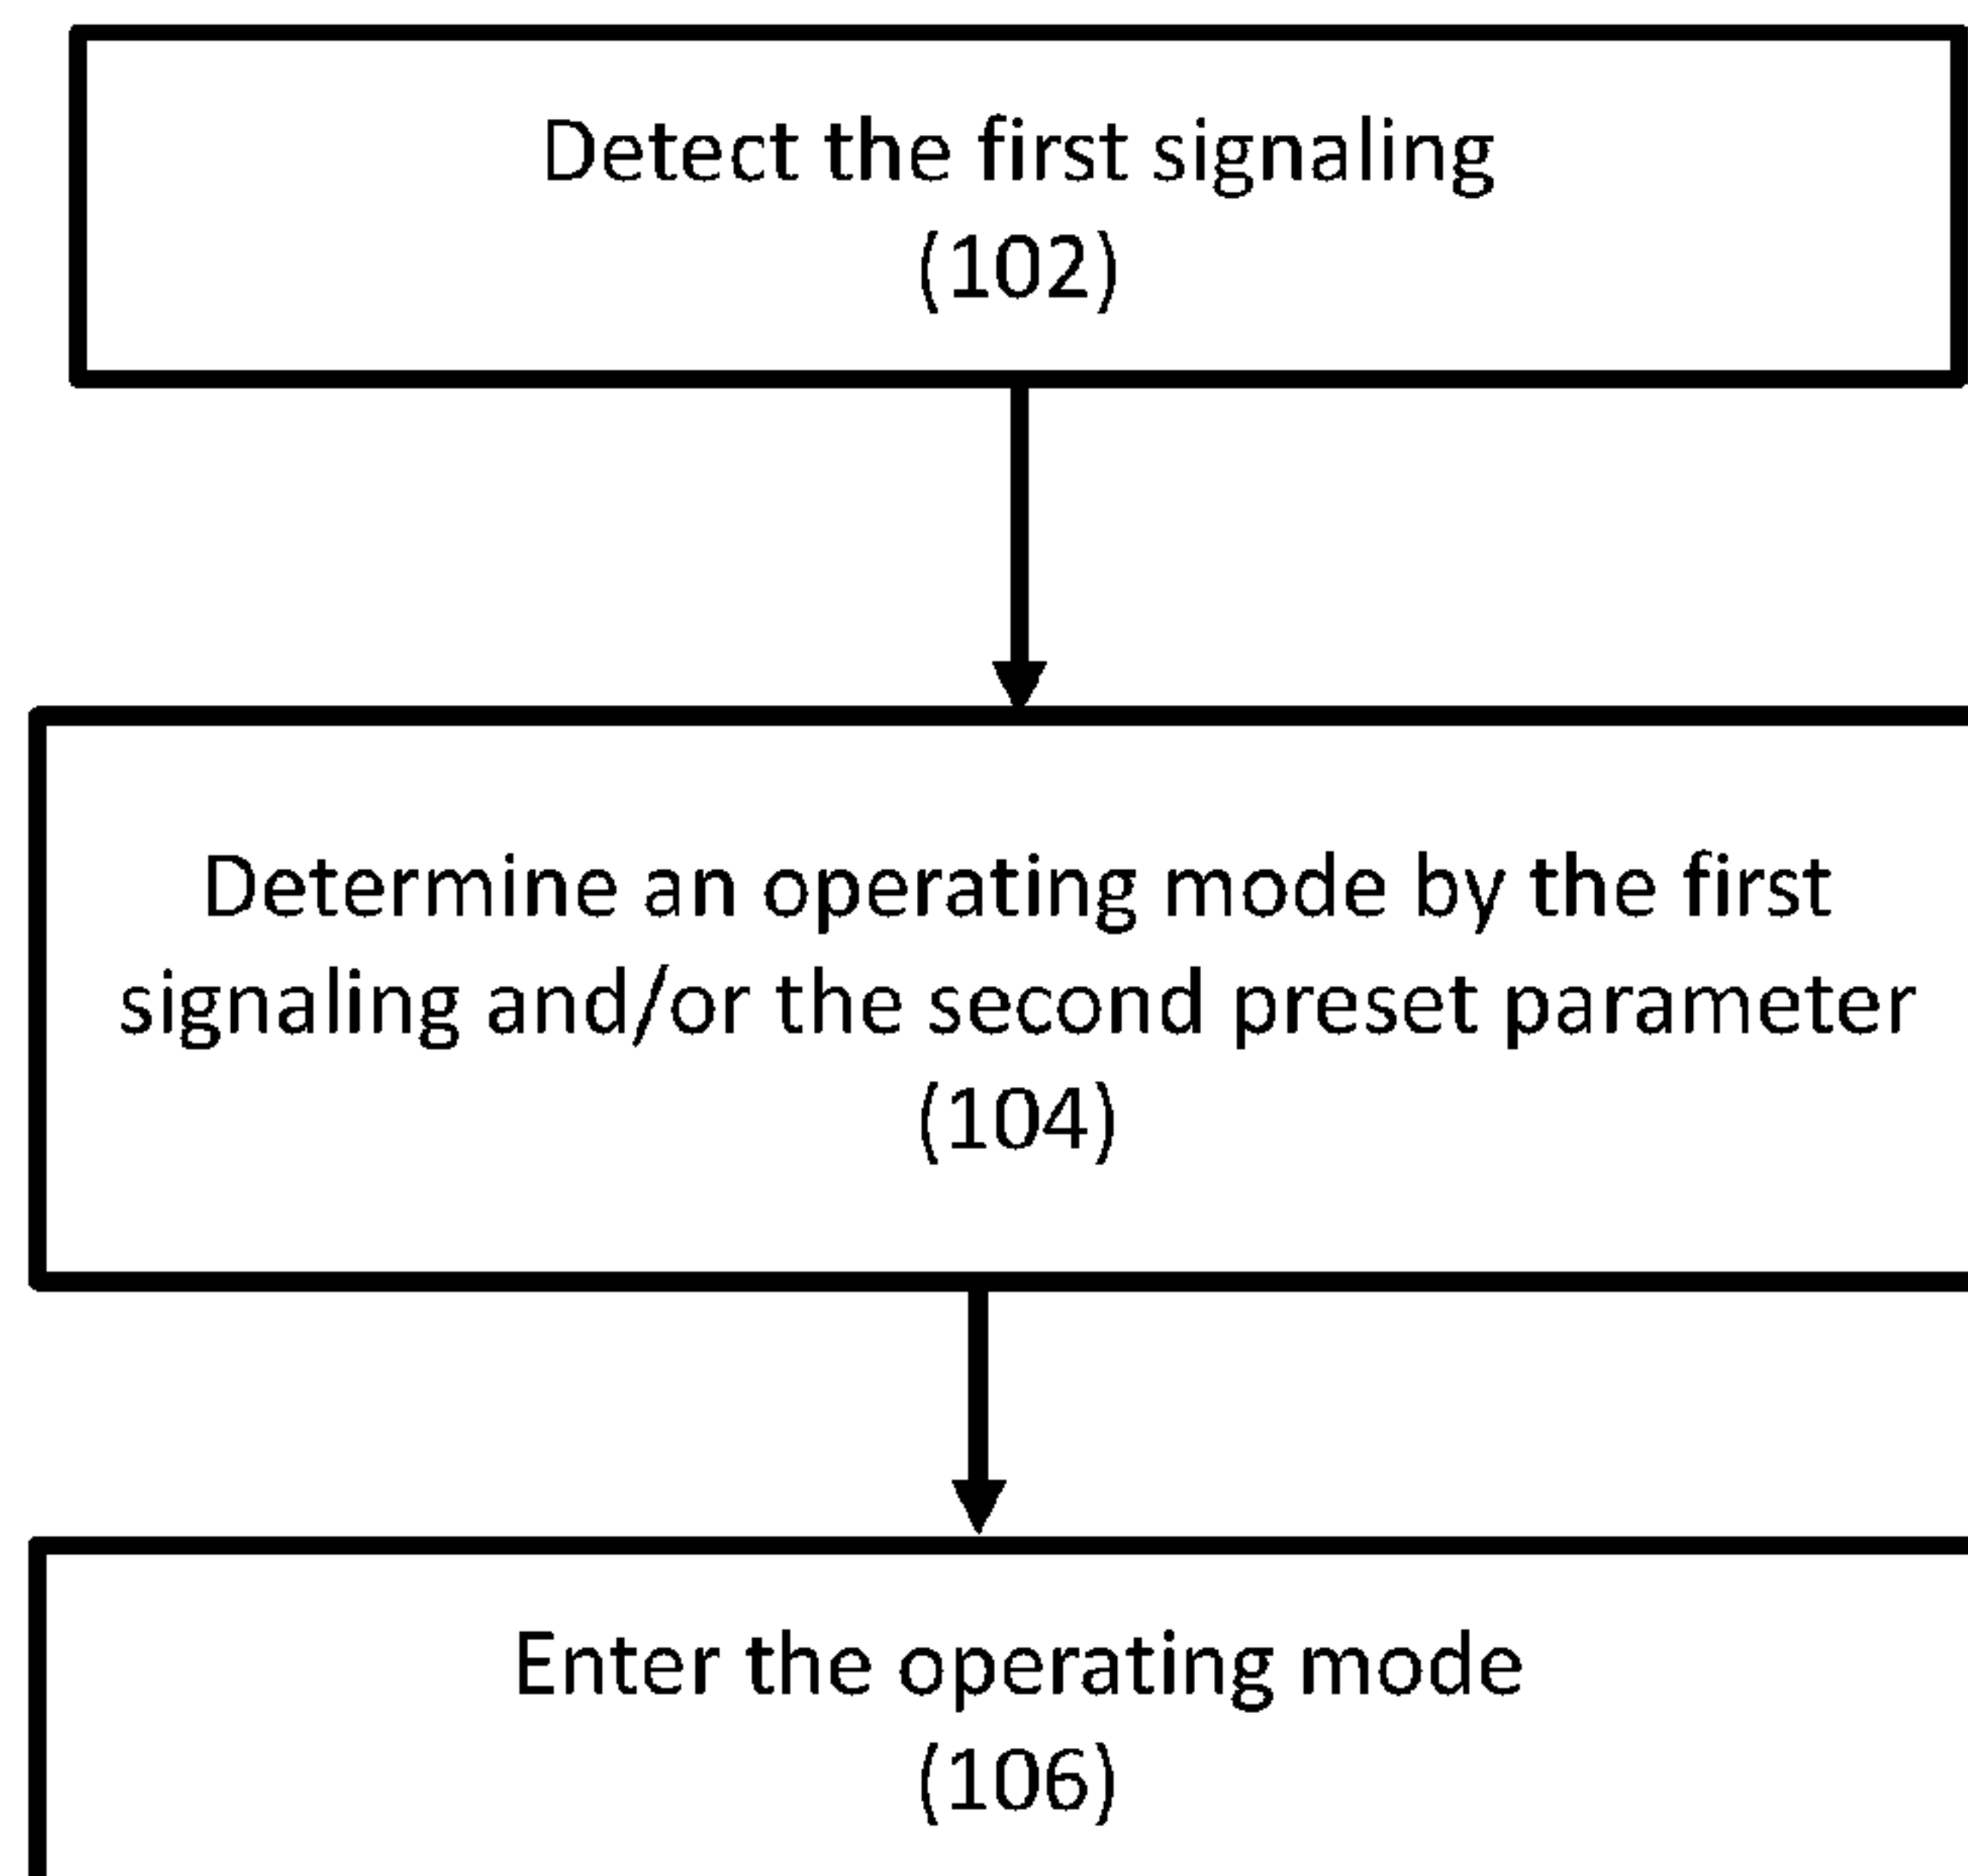 Detect the first signaling
(102)
Determine an operating mode by the first
signaling and/or the second preset parameter
(104)
Enter the operating mode
(106)